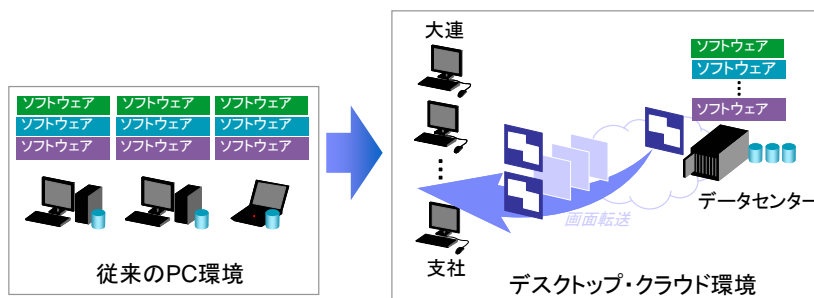 ソフトウェア ソフトウェア ソフトウェア
ソフトウェア ソフトウェア ソフトウェア
ソフトウェア ソフトウェア ソフトウェア
従来のPC環境
大連
支社
ソフトウェア
ソフトウェア
ソフトウェア
画面転送
データセンター
デスクトップ・クラウド環境